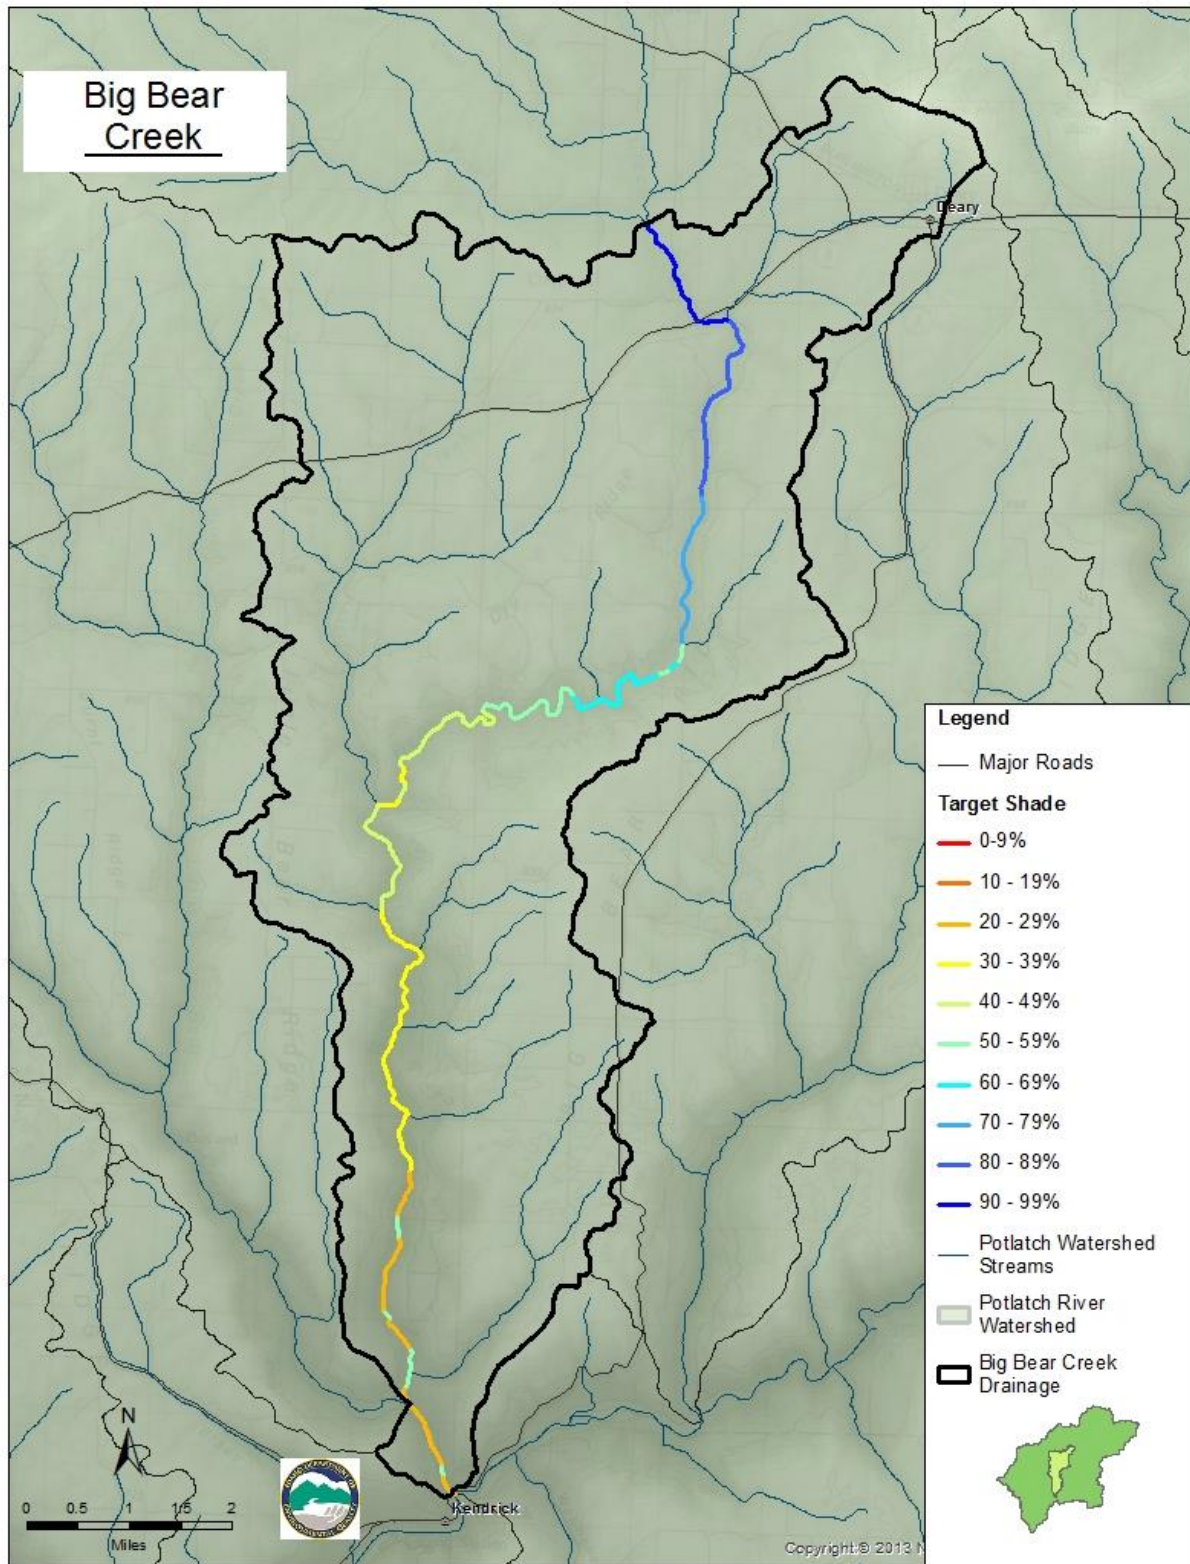 Big Bear
Creek
Deary
Legend
Major Roads
Target Shade
0-9%
10 - 19%
20 - 29%
30 - 39%
40 - 49%
50 - 59%
60 - 69%
70 - 79%
80 - 89%
90 - 99%
Potlatch Watershed
Streams
Potlatch River
Watershed
Big Bear Creek
Drainage
Ridge
N
0 0.5 1 1.5 2
Miles
Kendrick
Copyright:© 2013 N